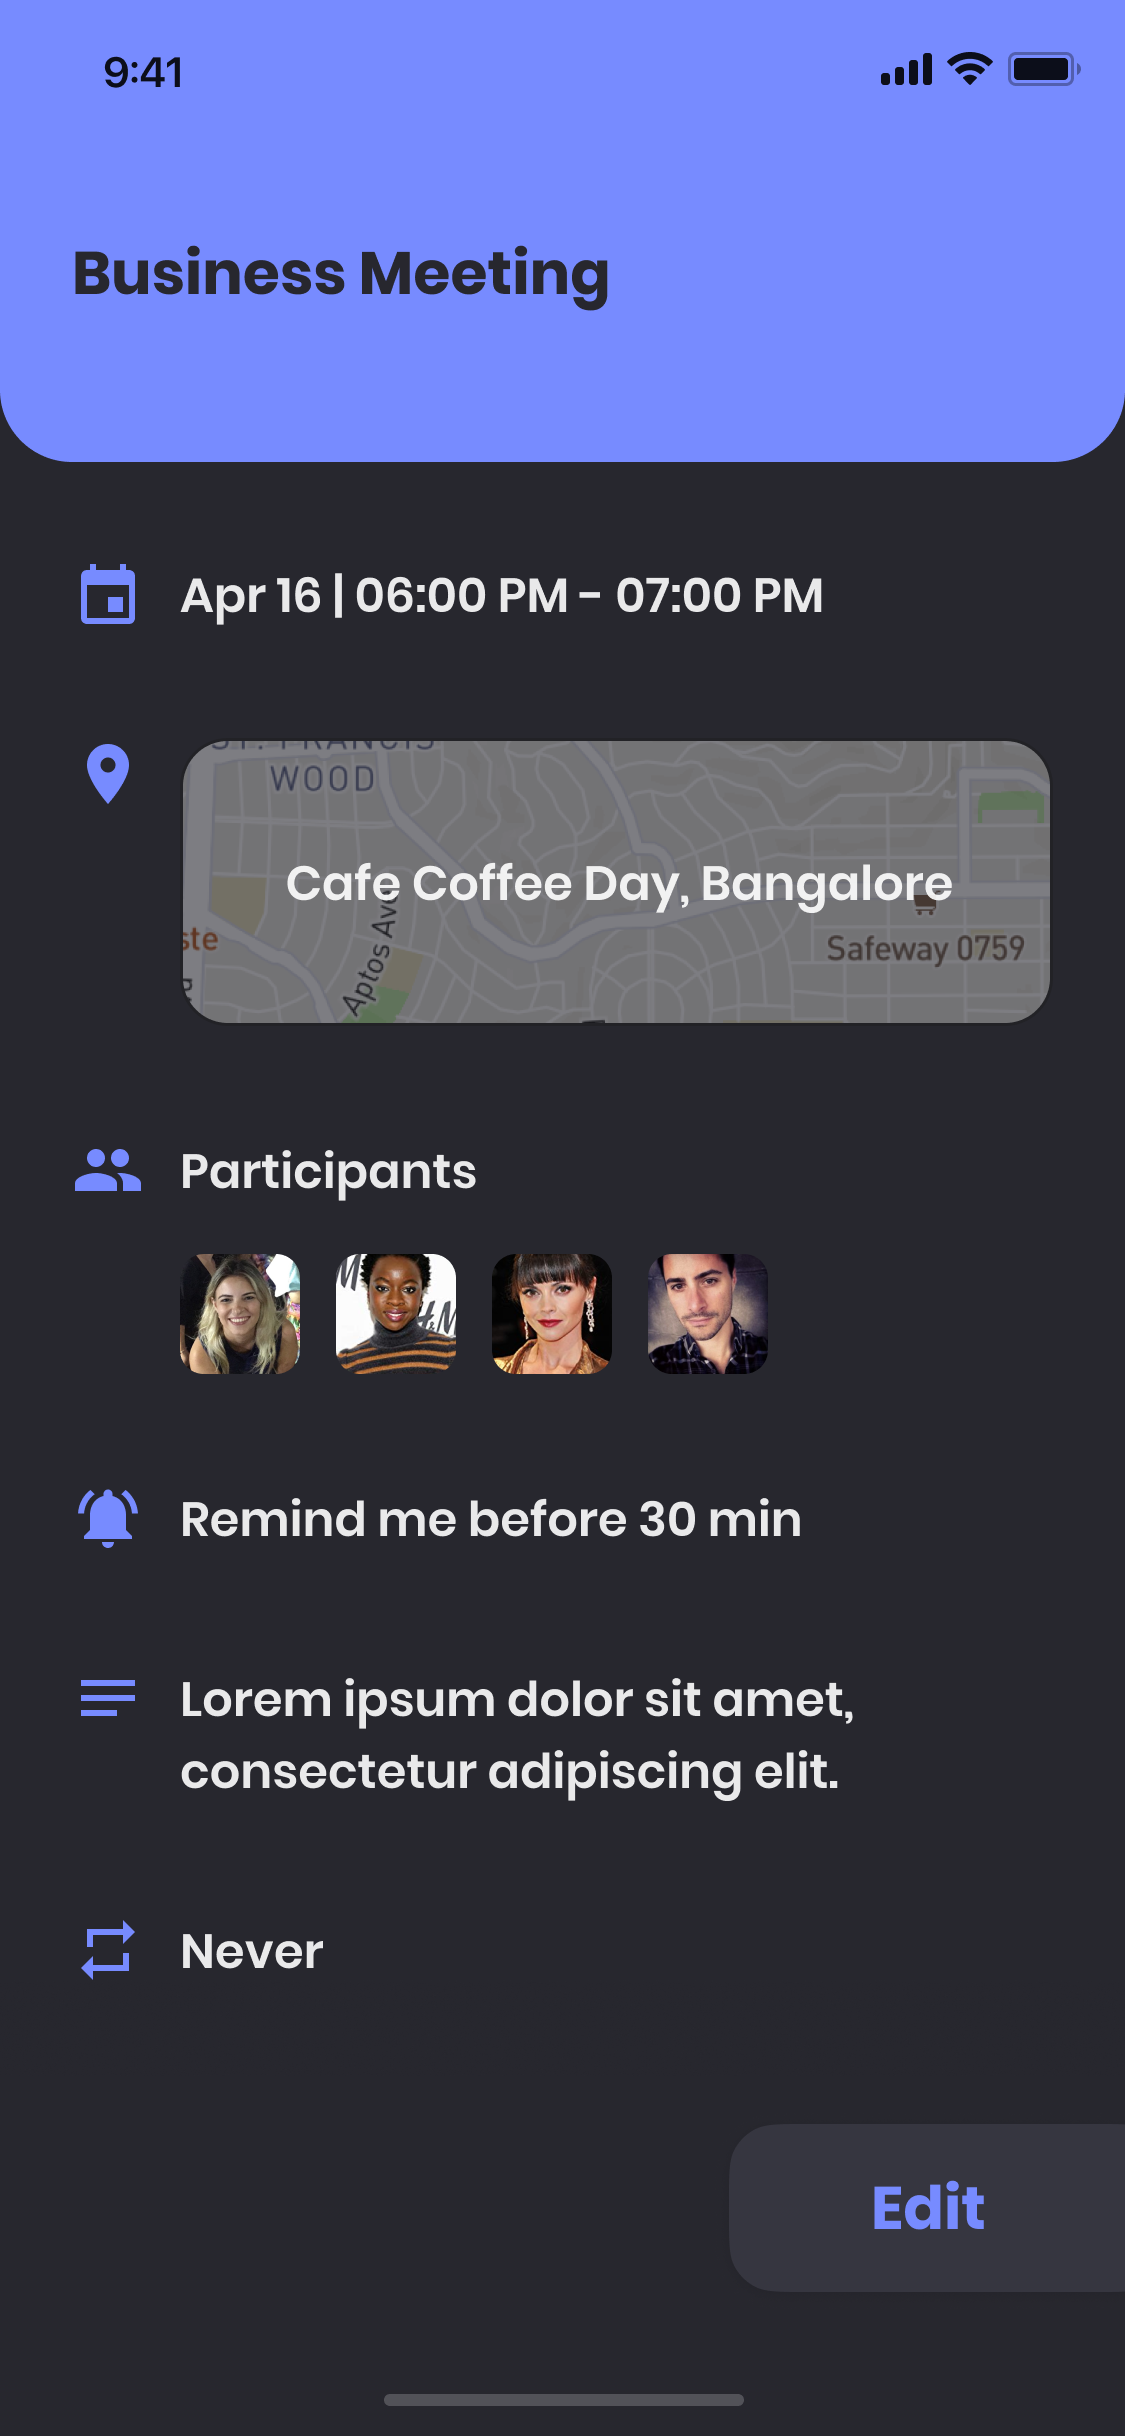 9:41
Business Meeting
Apr 16 | 06:00 PM - 07:00 PM
ST. FRANCIS
WOOD
Cafe Coffee Day, Bangalore
ste
Aptos Ave
Safeway 0759
Participants
H&M
Remind me before 30 min
Lorem ipsum dolor sit amet,
consectetur adipiscing elit.
Never
Edit